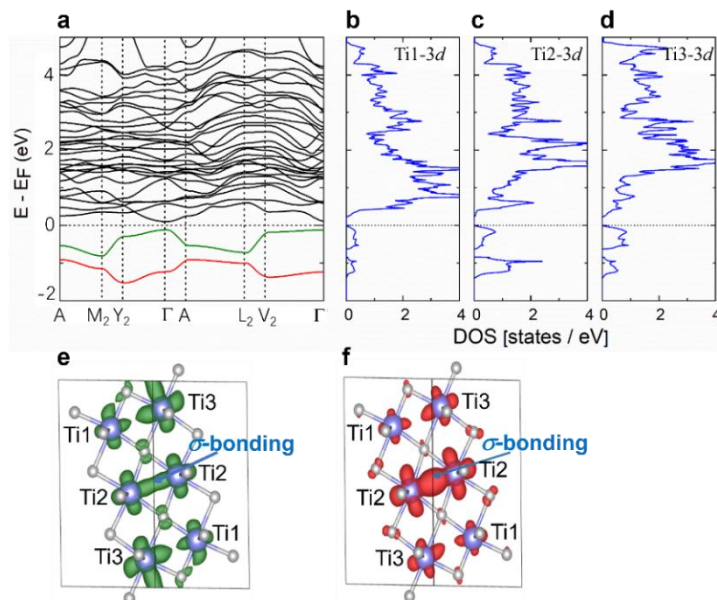 a
b
c
d
Ti1-3d
Ti2-3d
Ti3-3d
E - EF (eV)
4
2
0
-2
A M2 Y2 Γ A L2 V2 Γ
0 2 4
0 2 4
0 2 4
DOS [states / eV]
e
f
Ti3
Ti1
σ-bonding
Ti2
Ti2
Ti1
Ti3
Ti3
Ti1
σ-bonding
Ti2
Ti2
Ti1
Ti3